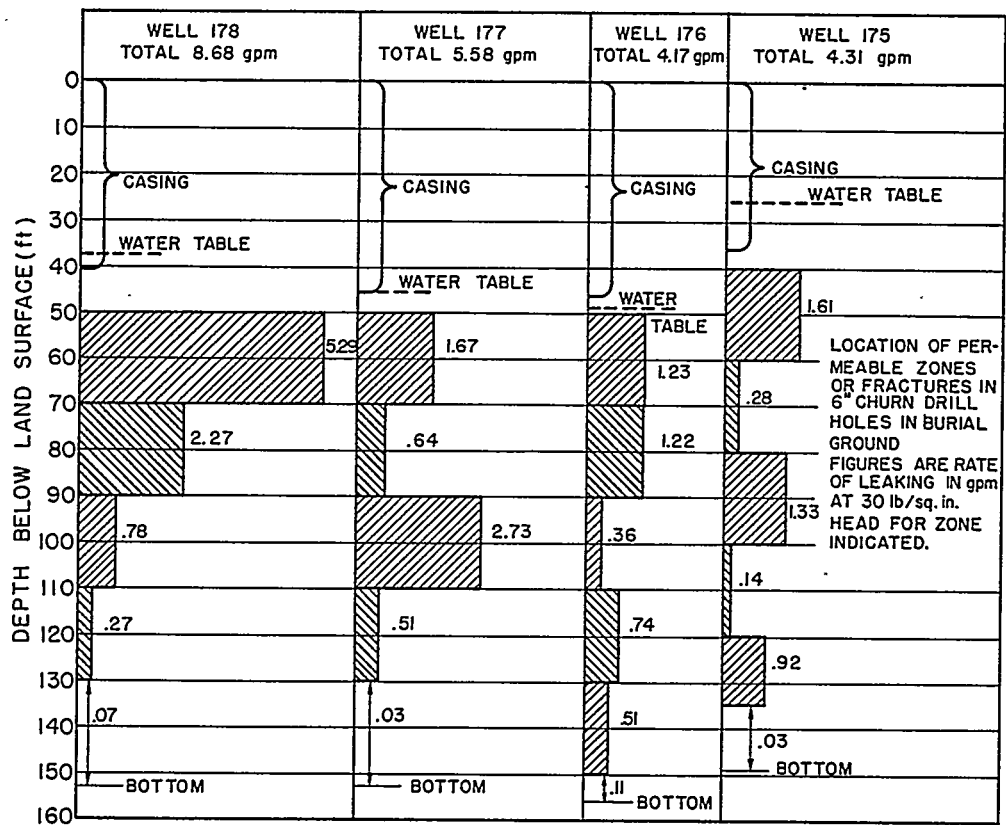 WELL 178
TOTAL 8.68 gpm
WELL 177
TOTAL 5.58 gpm
WELL 176
TOTAL 4.17 gpm
WELL 175
TOTAL 4.31 gpm
DEPTH BELOW LAND SURFACE (ft)
0
10
20
30
40
50
60
70
80
90
100
110
120
130
140
150
160
CASING
WATER TABLE
5.29
2.27
.78
.27
.07
BOTTOM
CASING
WATER TABLE
1.67
.64
2.73
.51
.03
BOTTOM
CASING
WATER
TABLE
1.23
1.22
.36
.74
.51
.11
BOTTOM
CASING
WATER TABLE
1.61
.28
1.33
.14
.92
.03
BOTTOM
LOCATION OF PER-
MEABLE ZONES
OR FRACTURES IN
6" CHURN DRILL
HOLES IN BURIAL
GROUND
FIGURES ARE RATE
OF LEAKING IN gpm
AT 30 lb/sq. in.
HEAD FOR ZONE
INDICATED.